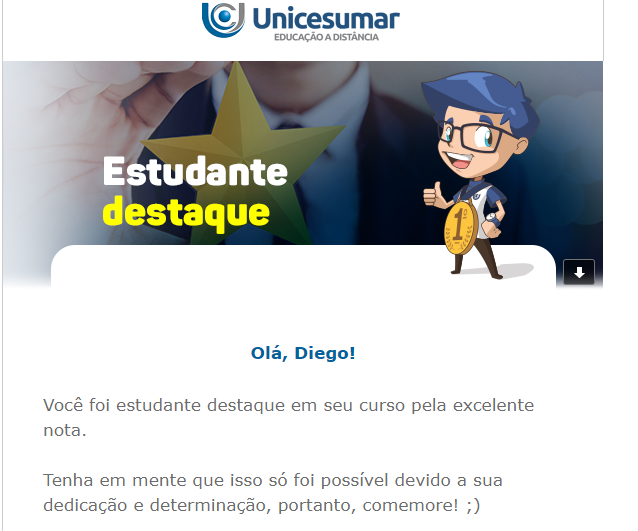 Unicesumar
EDUCAÇÃO A DISTÂNCIA
Estudante
destaque
1º
Olá, Diego!
Você foi estudante destaque em seu curso pela excelente
nota.
Tenha em mente que isso só foi possível devido a sua
dedicação e determinação, portanto, comemore! ;)